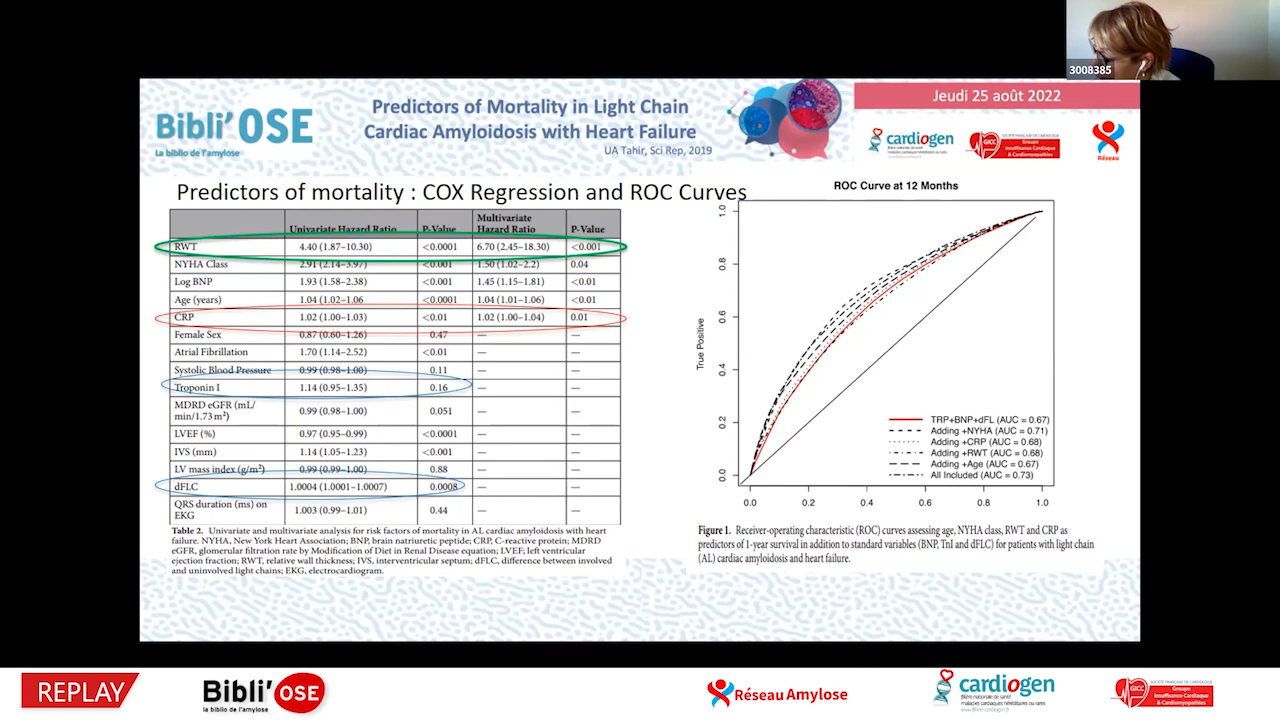 3008385
Bibli'OSE
La biblio de l'amylose
Predictors of Mortality in Light Chain
Cardiac Amyloidosis with Heart Failure
UA Tahir, Sci Rep, 2019
Jeudi 25 août 2022
cardiogen
GICC
SOCIÉTÉ FRANÇAISE DE CARDIOLOGIE
Groupe
Insuffisance Cardiaque
& Cardiomyopathies
Réseau
Predictors of mortality : COX Regression and ROC Curves
Univariate Hazard Ratio P-Value Multivariate Hazard Ratio P-Value
RWT 4.40 (1.87–10.30) <0.0001 6.70 (2.45–18.30) <0.001
NYHA Class 2.91 (2.14–3.97) <0.001 1.50 (1.02–2.2) 0.04
Log BNP 1.93 (1.58–2.38) <0.001 1.45 (1.15–1.81) <0.01
Age (years) 1.04 (1.02–1.06 <0.0001 1.04 (1.01–1.06) <0.01
CRP 1.02 (1.00–1.03) <0.01 1.02 (1.00–1.04) 0.01
Female Sex 0.87 (0.60–1.26) 0.47 —  —
Atrial Fibrillation 1.70 (1.14–2.52) <0.01 — —
Systolic Blood Pressure 0.99 (0.98–1.00) 0.11 — —
Troponin I 1.14 (0.95–1.35) 0.16 — —
MDRD eGFR (mL/
min/1.73 m²) 0.99 (0.98–1.00) 0.051 — —
LVEF (%) 0.97 (0.95–0.99) <0.0001 — —
IVS (mm) 1.14 (1.05–1.23) <0.001 — —
LV mass index (g/m²) 0.99 (0.99–1.00) 0.88 — —
dFLC 1.0004 (1.0001–1.0007) 0.0008 — —
QRS duration (ms) on
EKG 1.003 (0.99–1.01) 0.44 — —
Table 2. Univariate and multivariate analysis for risk factors of mortality in AL cardiac amyloidosis with heart
failure. NYHA, New York Heart Association; BNP, brain natriuretic peptide; CRP, C-reactive protein; MDRD
eGFR, glomerular filtration rate by Modification of Diet in Renal Disease equation; LVEF; left ventricular
ejection fraction; RWT, relative wall thickness; IVS, interventricular septum; dFLC, difference between involved
and uninvolved light chains; EKG, electrocardiogram.
ROC Curve at 12 Months
True Positive
1.0
0.8
0.6
0.4
0.2
0.0
0.0 0.2 0.4 0.6 0.8 1.0
TRP+BNP+dFL (AUC = 0.67)
Adding +NYHA (AUC = 0.71)
Adding +CRP (AUC = 0.68)
Adding +RWT (AUC = 0.68)
Adding +Age (AUC = 0.67)
All Included (AUC = 0.73)
Figure 1. Receiver-operating characteristic (ROC) curves assessing age, NYHA class, RWT and CRP as
predictors of 1-year survival in addition to standard variables (BNP, TnI and dFLC) for patients with light chain
(AL) cardiac amyloidosis and heart failure.
REPLAY
Bibli'OSE
la biblio de l'amylose
Réseau Amylose
cardiogen
filière nationale de santé
maladies cardiaques héréditaires ou rares
GICC
SOCIÉTÉ FRANÇAISE DE CARDIOLOGIE
Groupe
Insuffisance Cardiaque
& Cardiomyopathies